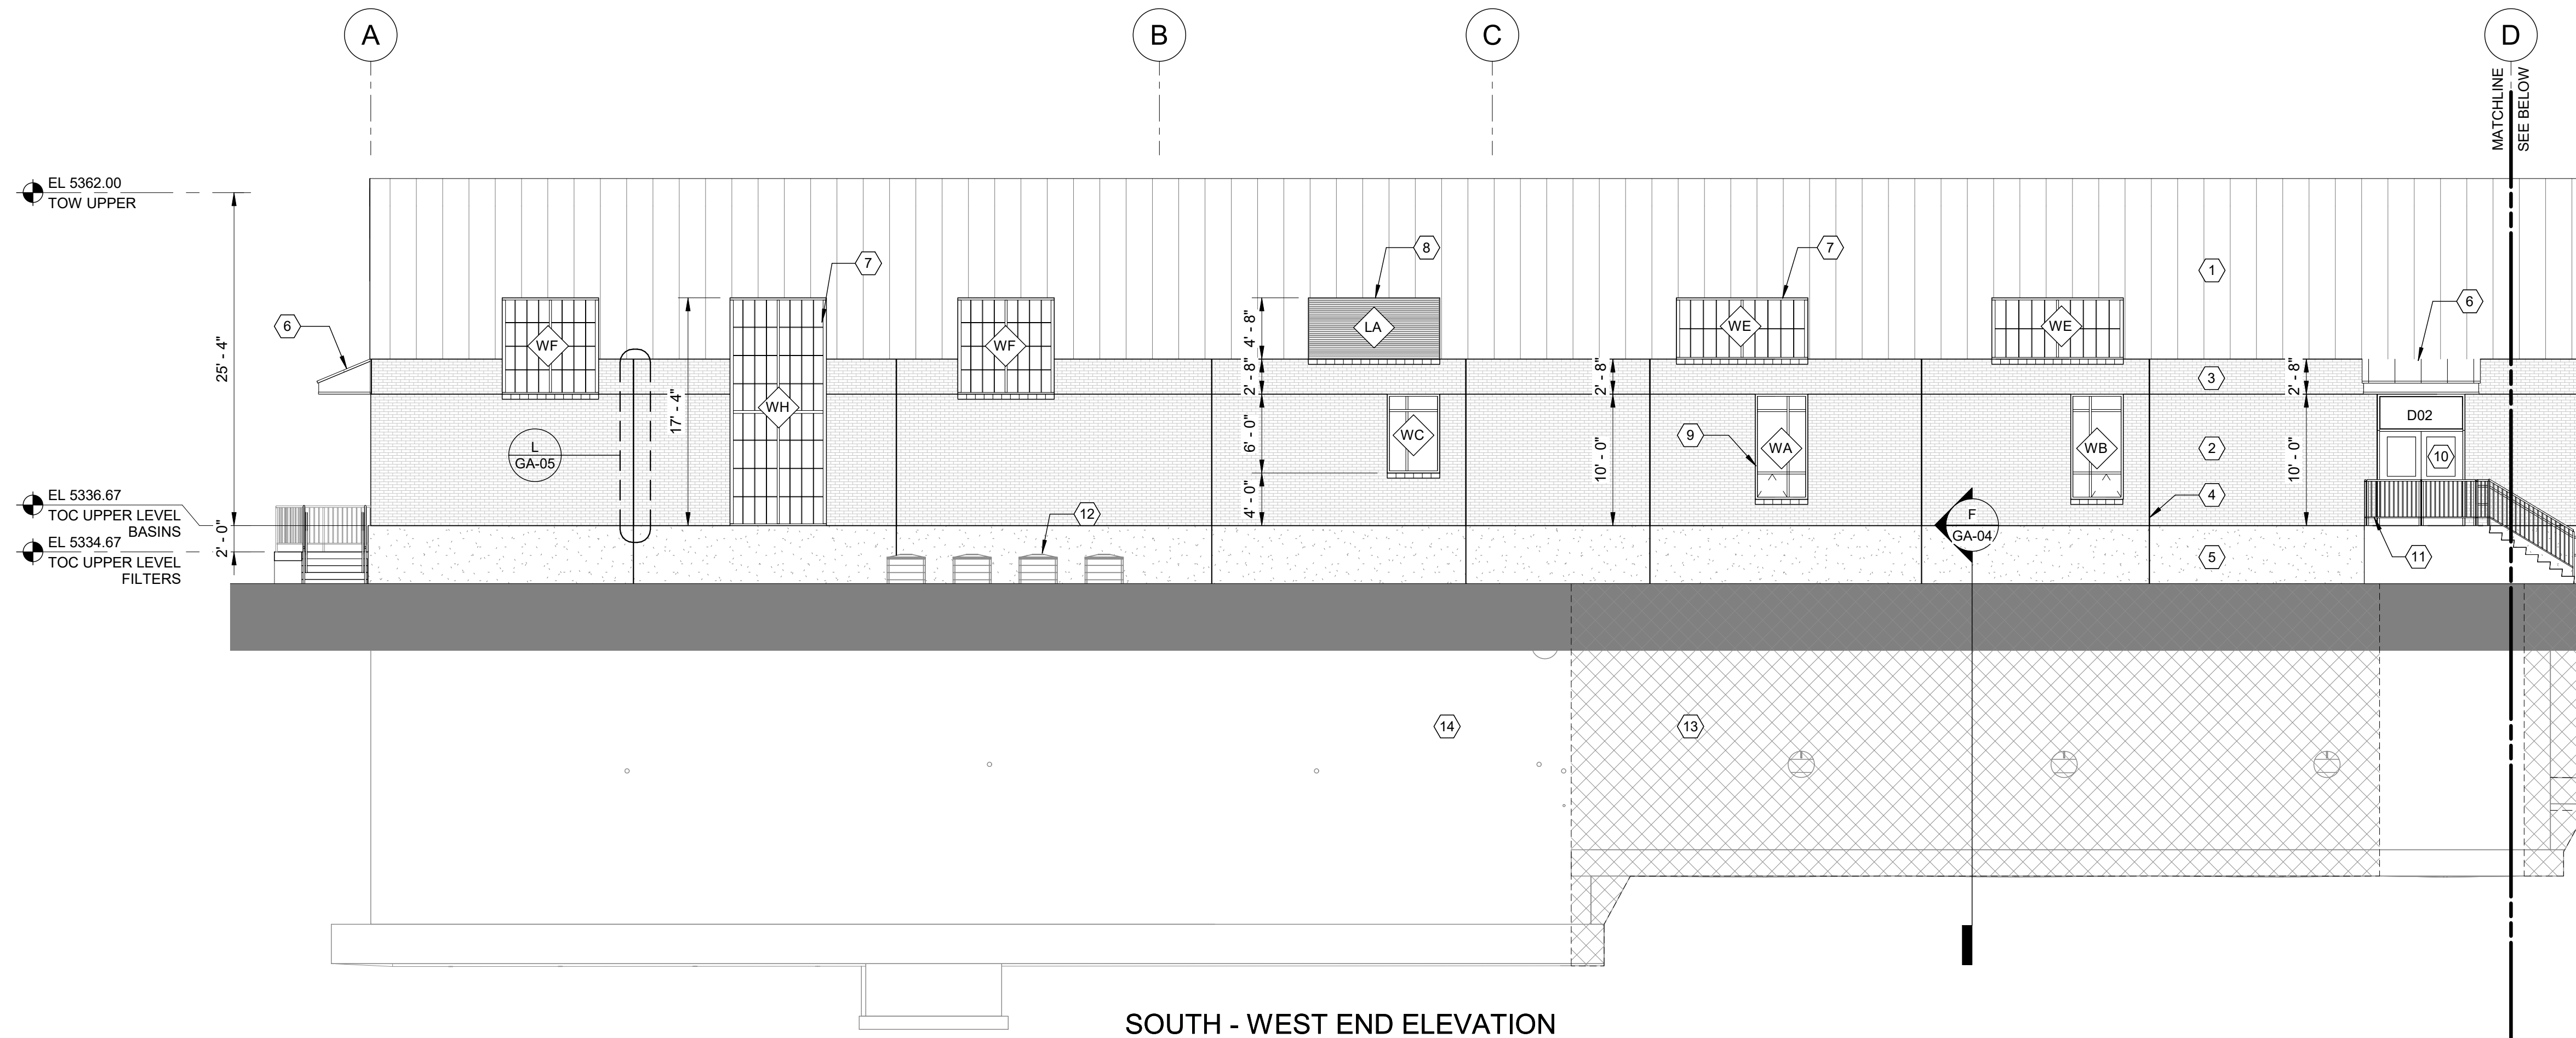 A
B
C
D
MATCHLINE
SEE BELOW
EL 5362.00
TOW UPPER
25' - 4"
6
WF
WH
7
WF
17' - 4"
L
GA-05
8
LA
4' - 8"
2' - 8"
6' - 0"
4' - 0"
WC
7
WE
WE
2' - 8"
10' - 0"
9
WA
WB
1
3
2
4
5
6
2' - 8"
10' - 0"
D02
10
11
EL 5336.67
TOC UPPER LEVEL
BASINS
2' - 0"
EL 5334.67
TOC UPPER LEVEL
FILTERS
12
F
GA-04
14
13
SOUTH - WEST END ELEVATION